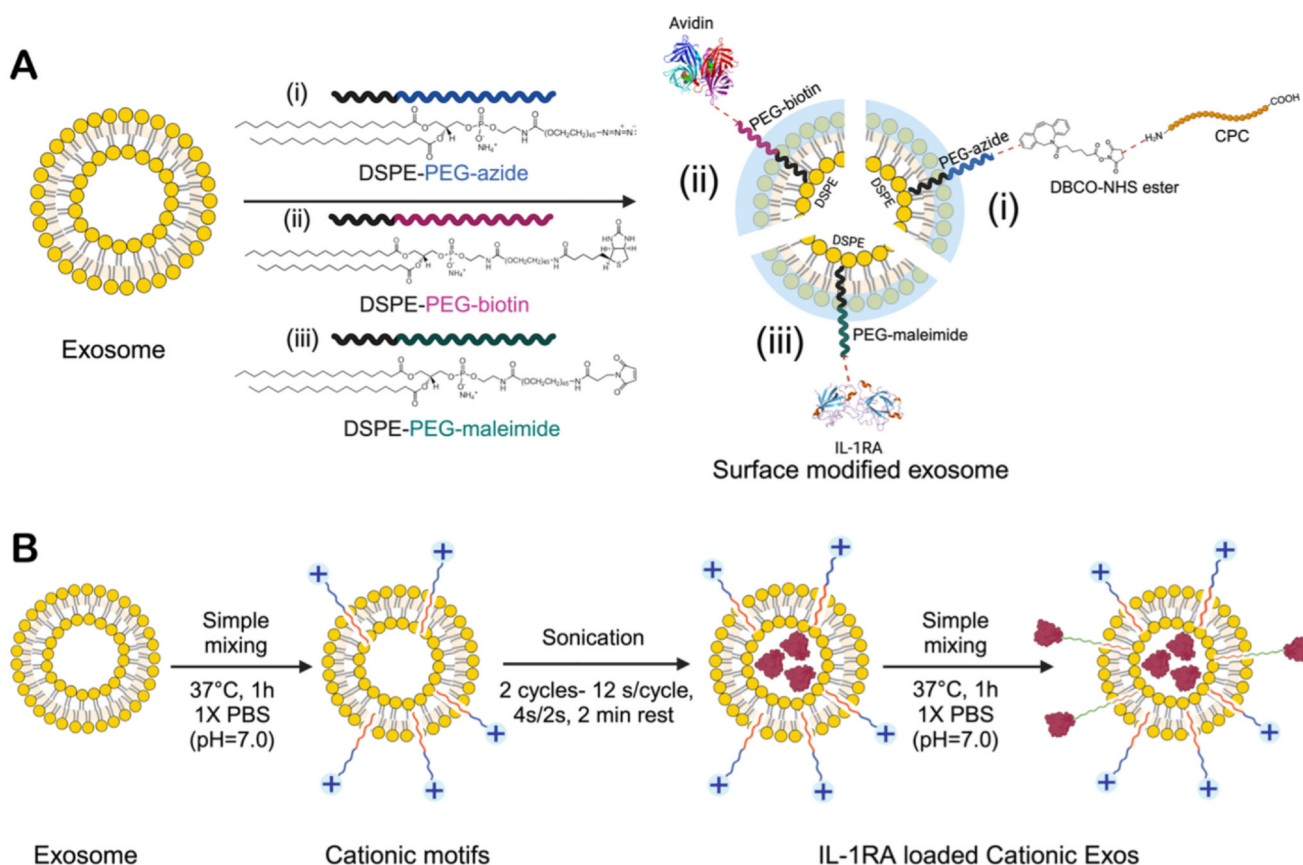 A
Exosome
(i)
DSPE-PEG-azide
(ii)
DSPE-PEG-biotin
(iii)
DSPE-PEG-maleimide
Avidin
PEG-biotin
DSPE
(ii)
PEG-azide
DSPE
(i)
DBCO-NHS ester
H₂N
COOH
CPC
DSPE
PEG-maleimide
(iii)
IL-1RA
Surface modified exosome
B
Simple
mixing
37°C, 1h
1X PBS
(pH=7.0)
Sonication
2 cycles- 12 s/cycle,
4s/2s, 2 min rest
Simple
mixing
37°C, 1h
1X PBS
(pH=7.0)
Exosome
Cationic motifs
IL-1RA loaded Cationic Exos